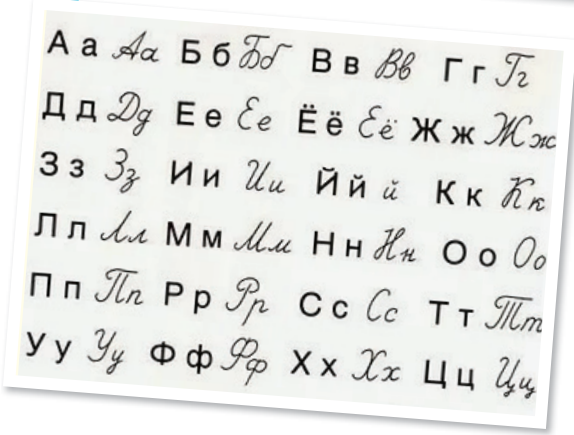 А а Аа Б б Бб В в Вв Г г Гг
Д д Дд Е е Ее Ё ё Её Ж ж Жж
З з Зз И и Ии Й й й К к Кк
Л л Лл М м Мм Н н Нн О о Оо
П п Пп Р р Рр С с Сс Т т Тт
У у Уу Ф ф Фф Х х Хх Ц ц Цц